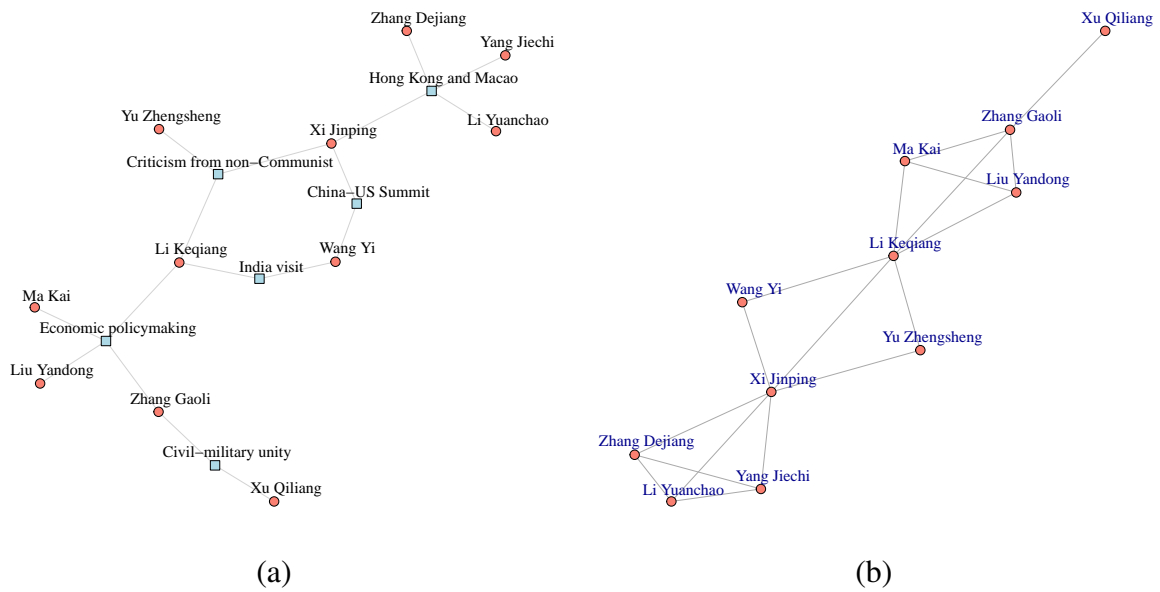 Zhang Dejiang
Yang Jiechi
Hong Kong and Macao
Yu Zhengsheng
Xi Jinping
Li Yuanchao
Criticism from non−Communist
China−US Summit
Li Keqiang
Wang Yi
India visit
Ma Kai
Economic policymaking
Liu Yandong
Zhang Gaoli
Civil−military unity
Xu Qiliang
(a)
Xu Qiliang
Zhang Gaoli
Ma Kai
Liu Yandong
Li Keqiang
Wang Yi
Yu Zhengsheng
Xi Jinping
Zhang Dejiang
Yang Jiechi
Li Yuanchao
(b)